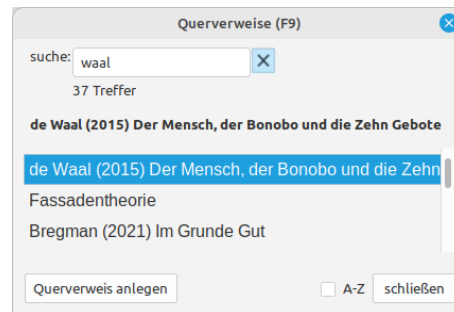 Querverweise (F9)
suche: waal
37 Treffer
de Waal (2015) Der Mensch, der Bonobo und die Zehn Gebote
de Waal (2015) Der Mensch, der Bonobo und die Zehn
Fassadentheorie
Bregman (2021) Im Grunde Gut
Querverweis anlegen A-Z schließen